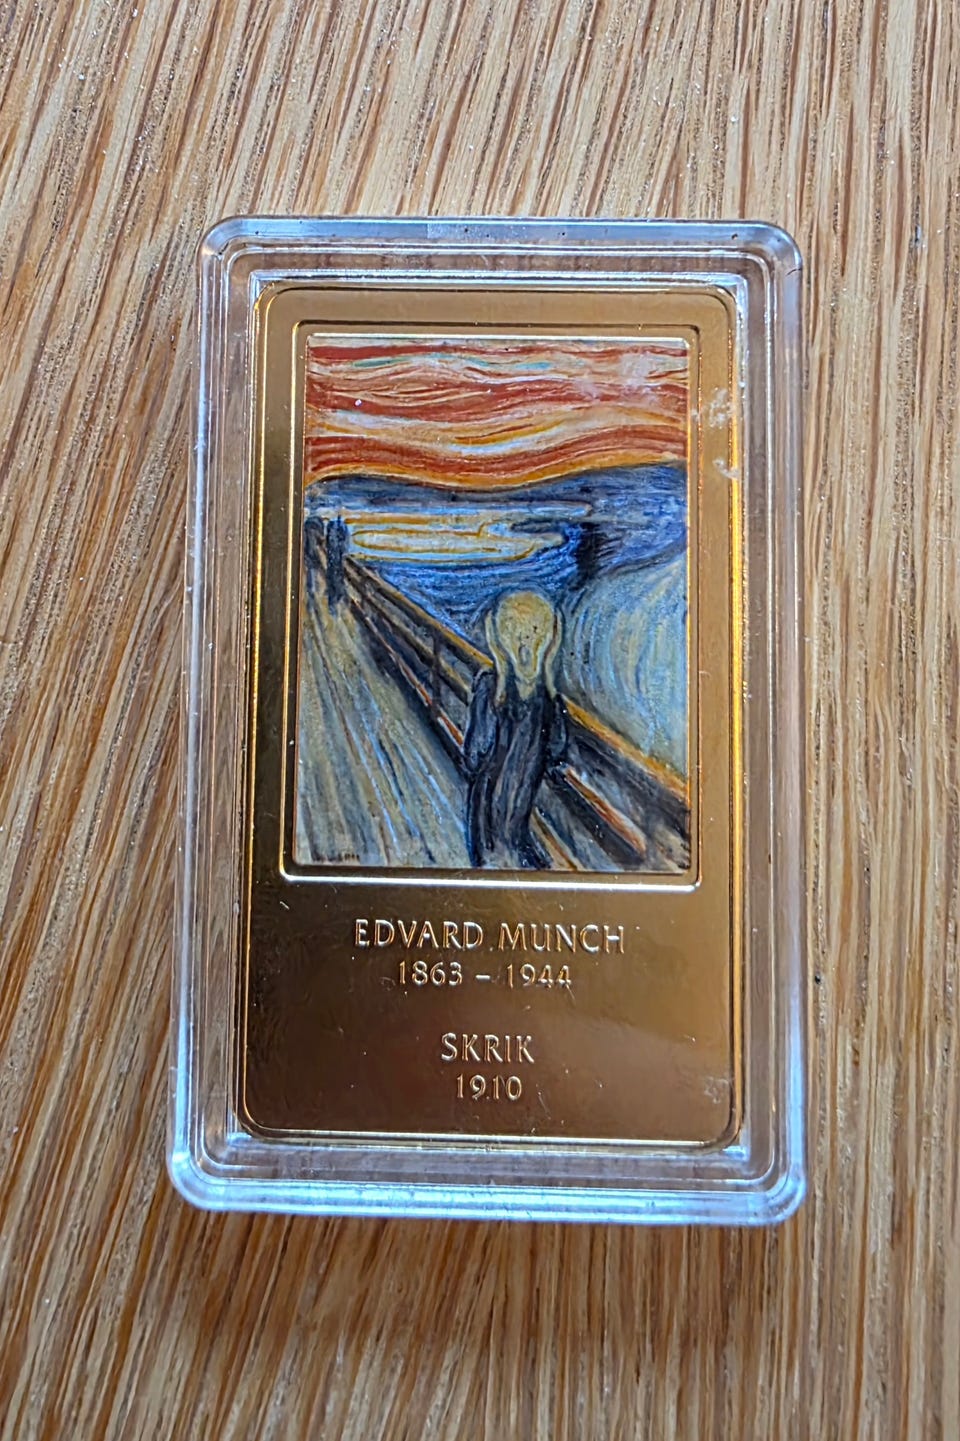 EDVARD MUNCH
1863 – 1944
SKRIK
1910